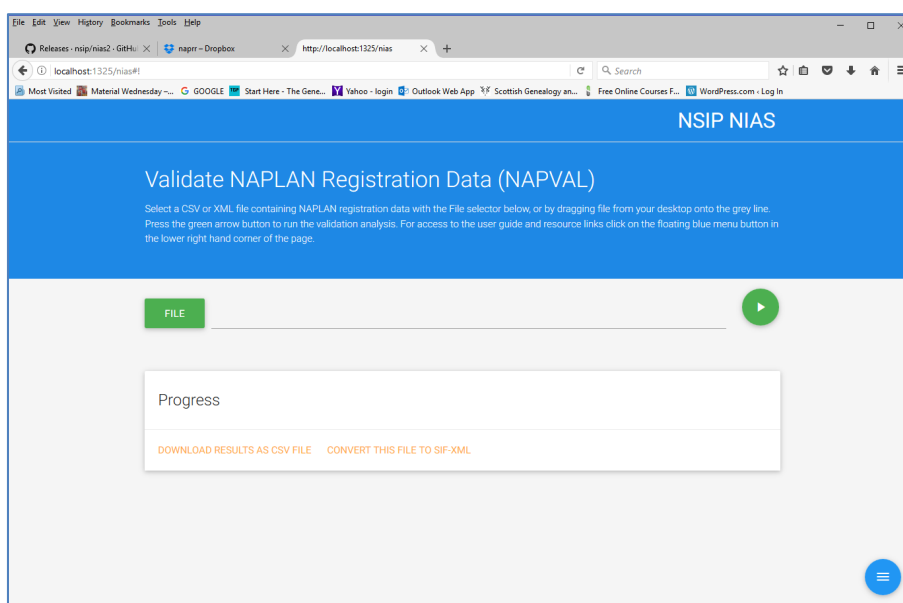 File Edit View History Bookmarks Tools Help
Releases · nsip/nias2 · GitHu
naprr – Dropbox
http://localhost:1325/nias
localhost:1325/nias#!
Search
Most Visited Material Wednesday –... GOOGLE Start Here - The Gene... Yahoo - login Outlook Web App Scottish Genealogy an... Free Online Courses F... WordPress.com ‹ Log In
NSIP NIAS
Validate NAPLAN Registration Data (NAPVAL)
Select a CSV or XML file containing NAPLAN registration data with the File selector below, or by dragging file from your desktop onto the grey line.
Press the green arrow button to run the validation analysis. For access to the user guide and resource links click on the floating blue menu button in
the lower right hand corner of the page.
FILE
Progress
DOWNLOAD RESULTS AS CSV FILE CONVERT THIS FILE TO SIF-XML